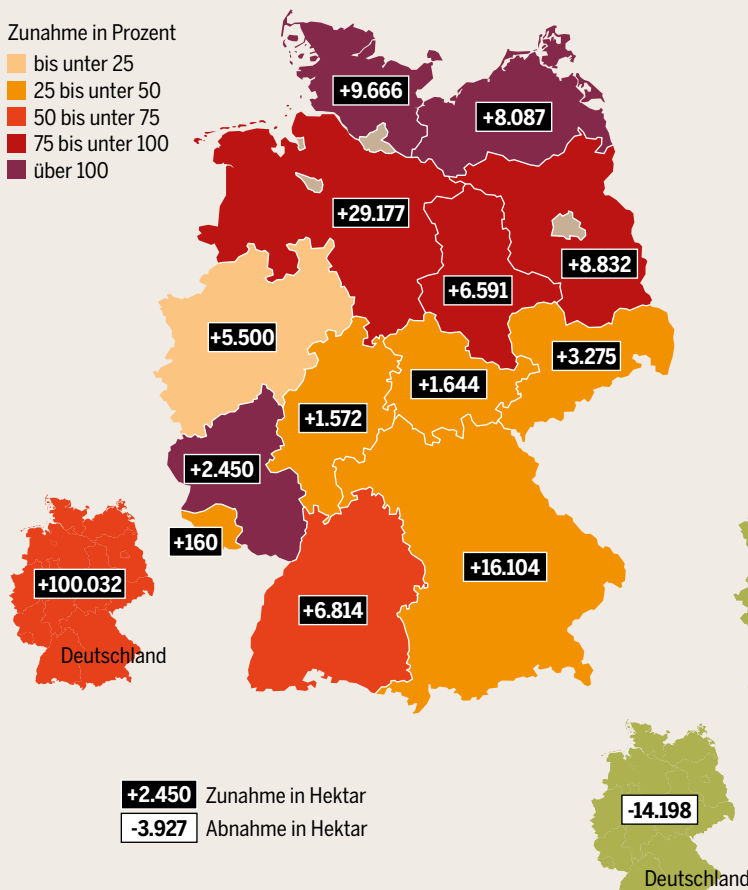 Zunahme in Prozent
bis unter 25
25 bis unter 50
50 bis unter 75
75 bis unter 100
über 100
+9.666
+8.087
+29.177
+8.832
+6.591
+5.500
+3.275
+1.644
+1.572
+2.450
+160
+16.104
+6.814
+100.032
Deutschland
+2.450 Zunahme in Hektar
-3.927 Abnahme in Hektar
-14.198
Deutschland